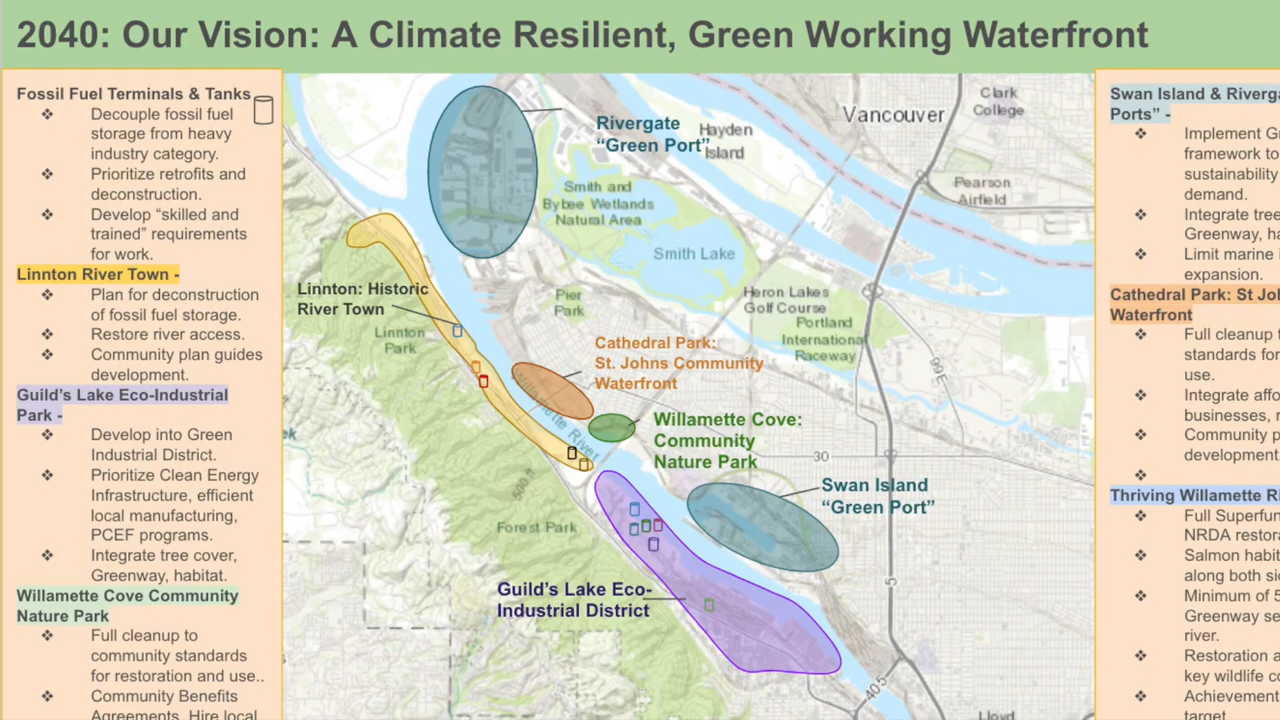 2040: Our Vision: A Climate Resilient, Green Working Waterfront
Fossil Fuel Terminals & Tanks
❖ Decouple fossil fuel
storage from heavy
industry category.
❖ Prioritize retrofits and
deconstruction.
❖ Develop “skilled and
trained” requirements
for work.
Linnton River Town -
❖ Plan for deconstruction
of fossil fuel storage.
❖ Restore river access.
❖ Community plan guides
development.
Guild’s Lake Eco-Industrial
Park -
❖ Develop into Green
Industrial District.
❖ Prioritize Clean Energy
Infrastructure, efficient
local manufacturing,
PCEF programs.
❖ Integrate tree cover,
Greenway, habitat.
Willamette Cove Community
Nature Park
❖ Full cleanup to
community standards
for restoration and use..
❖ Community Benefits
Agreements. Hire local
Rivergate
“Green Port”
Hayden
Island
Vancouver
Clark
College
Pearson
Airfield
Smith and
Bybee Wetlands
Natural Area
Smith Lake
Linnton: Historic
River Town
Linnton
Park
Pier
Park
Heron Lakes
Golf Course
Portland
International
Raceway
99E
Cathedral Park:
St. Johns Community
Waterfront
Willamette River
Willamette Cove:
Community
Nature Park
30
500 ft
Forest Park
Swan Island
“Green Port”
Guild’s Lake Eco-
Industrial District
5
405
Lloyd
ek
Swan Island & Riverga
Ports” -
❖ Implement G
framework to
sustainability
demand.
❖ Integrate tree
Greenway, ha
❖ Limit marine i
expansion.
Cathedral Park: St Joh
Waterfront
❖ Full cleanup
standards for
use.
❖ Integrate affo
businesses, p
❖ Community p
development.
❖
Thriving Willamette Ri
❖ Full Superfun
NRDA restora
❖ Salmon habit
along both si
❖ Minimum of 5
Greenway se
river.
❖ Restoration a
key wildlife co
❖ Achievement
target